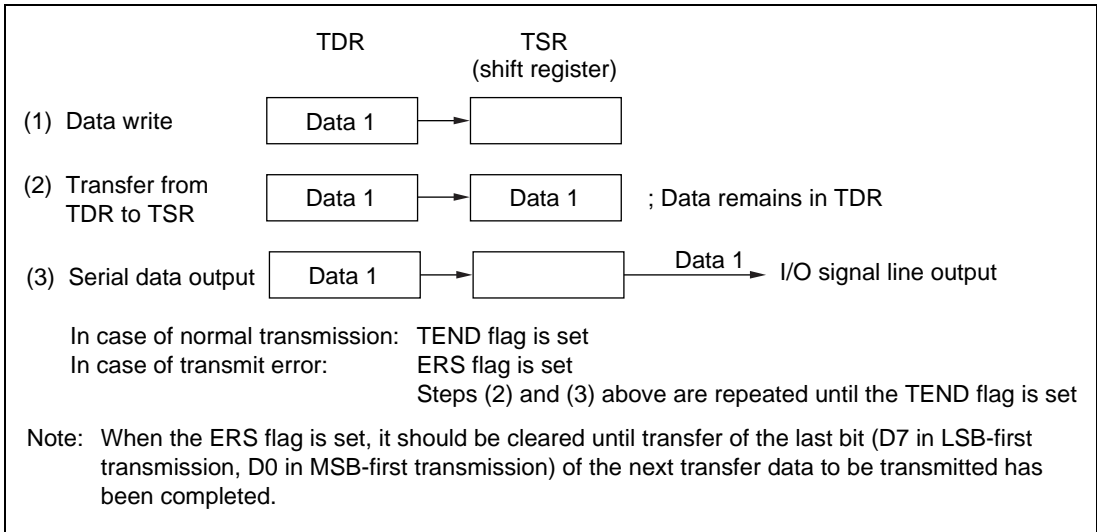 TDR TSR
(shift register)
(1) Data write Data 1
(2) Transfer from Data 1 Data 1 ; Data remains in TDR
TDR to TSR
(3) Serial data output Data 1 Data 1 I/O signal line output
In case of normal transmission: TEND flag is set
In case of transmit error: ERS flag is set
Steps (2) and (3) above are repeated until the TEND flag is set
Note: When the ERS flag is set, it should be cleared until transfer of the last bit (D7 in LSB-first
transmission, D0 in MSB-first transmission) of the next transfer data to be transmitted has
been completed.